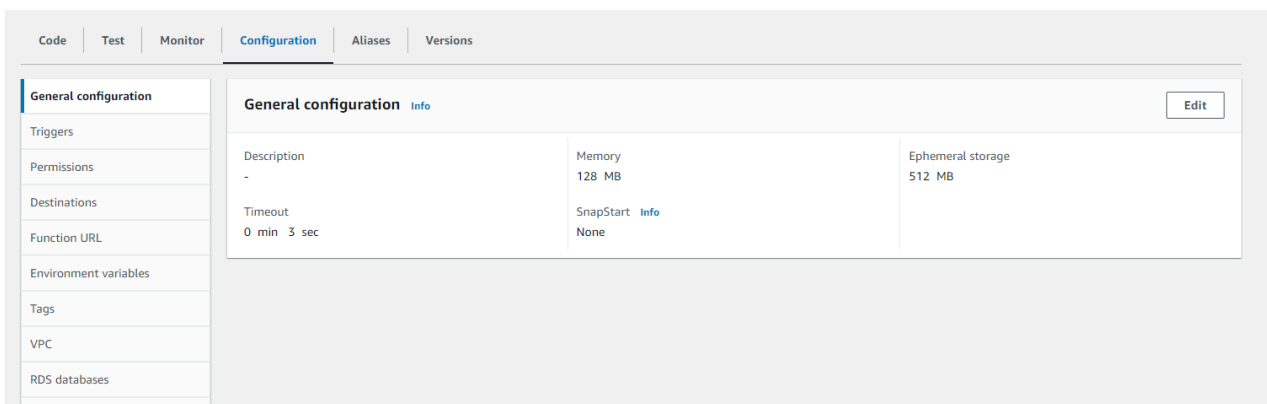 Code Test Monitor Configuration Aliases Versions
General configuration
Triggers
Permissions
Destinations
Function URL
Environment variables
Tags
VPC
RDS databases
General configuration Info
Edit
Description
-
Memory
128 MB
Ephemeral storage
512 MB
Timeout
0 min 3 sec
SnapStart Info
None